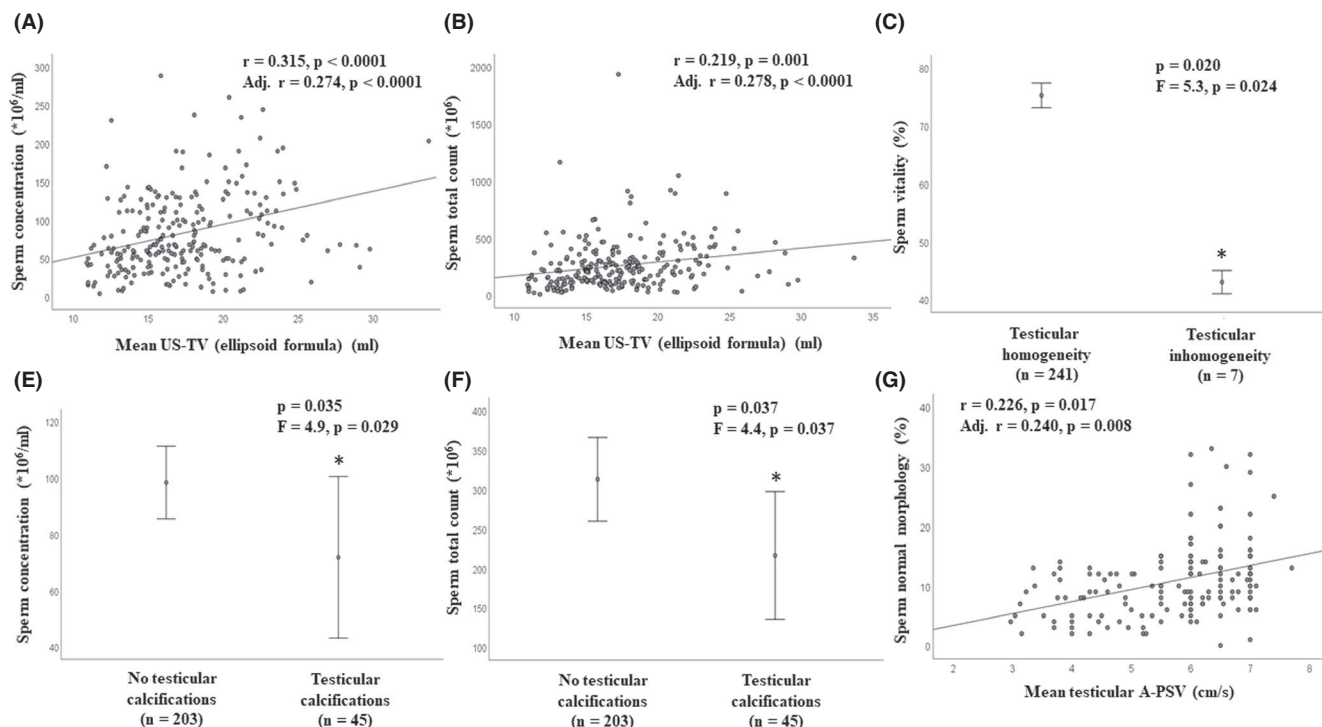 (A)
r = 0.315, p < 0.0001
Adj. r = 0.274, p < 0.0001
Sperm concentration (*10⁶/ml)
300
250
200
150
100
50
0
10 15 20 25 30
Mean US-TV (ellipsoid formula) (ml)
(B)
r = 0.219, p = 0.001
Adj. r = 0.278, p < 0.0001
Sperm total count (*10⁶)
2000
1500
1000
500
0
10 15 20 25 30 35
Mean US-TV (ellipsoid formula) (ml)
(C)
p = 0.020
F = 5.3, p = 0.024
Sperm vitality (%)
80
70
50
40
*
Testicular Testicular
homogeneity inhomogeneity
(n = 241) (n = 7)
(E)
p = 0.035
F = 4.9, p = 0.029
Sperm concentration (*10⁶/ml)
120
100
80
60
40
*
No testicular Testicular
calcifications calcifications
(n = 203) (n = 45)
(F)
p = 0.037
F = 4.4, p = 0.037
Sperm total count (*10⁶)
400
350
300
250
200
150
100
*
No testicular Testicular
calcifications calcifications
(n = 203) (n = 45)
(G)
r = 0.226, p = 0.017
Adj. r = 0.240, p = 0.008
Sperm normal morphology (%)
40
30
20
10
0
2 3 4 5 6 7 8
Mean testicular A-PSV (cm/s)